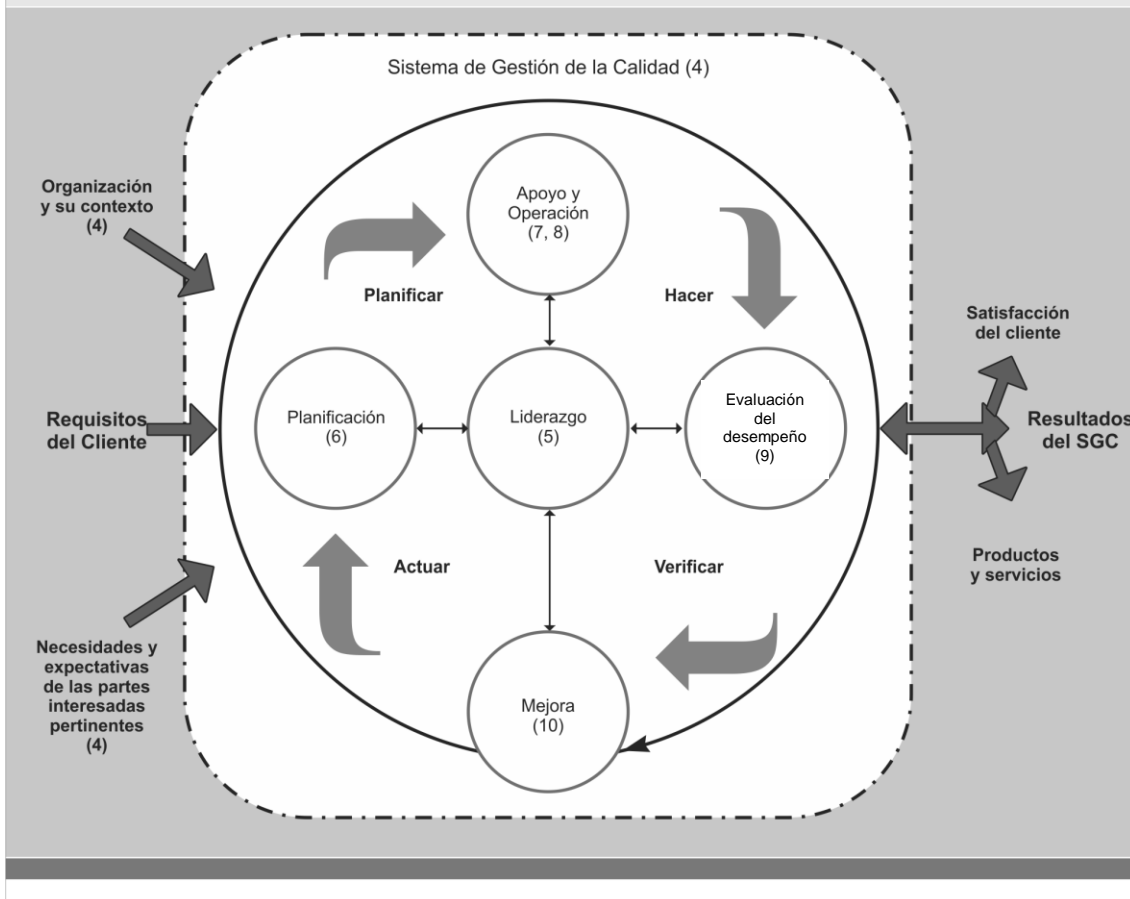 Sistema de Gestión de la Calidad (4)
Organización
y su contexto
(4)
Apoyo y
Operación
(7, 8)
Planificar
Hacer
Satisfacción
del cliente
Requisitos
del Cliente
Planificación
(6)
Liderazgo
(5)
Evaluación
del
desempeño
(9)
Resultados
del SGC
Actuar
Verificar
Productos
y servicios
Necesidades y
expectativas
de las partes
interesadas
pertinentes
(4)
Mejora
(10)